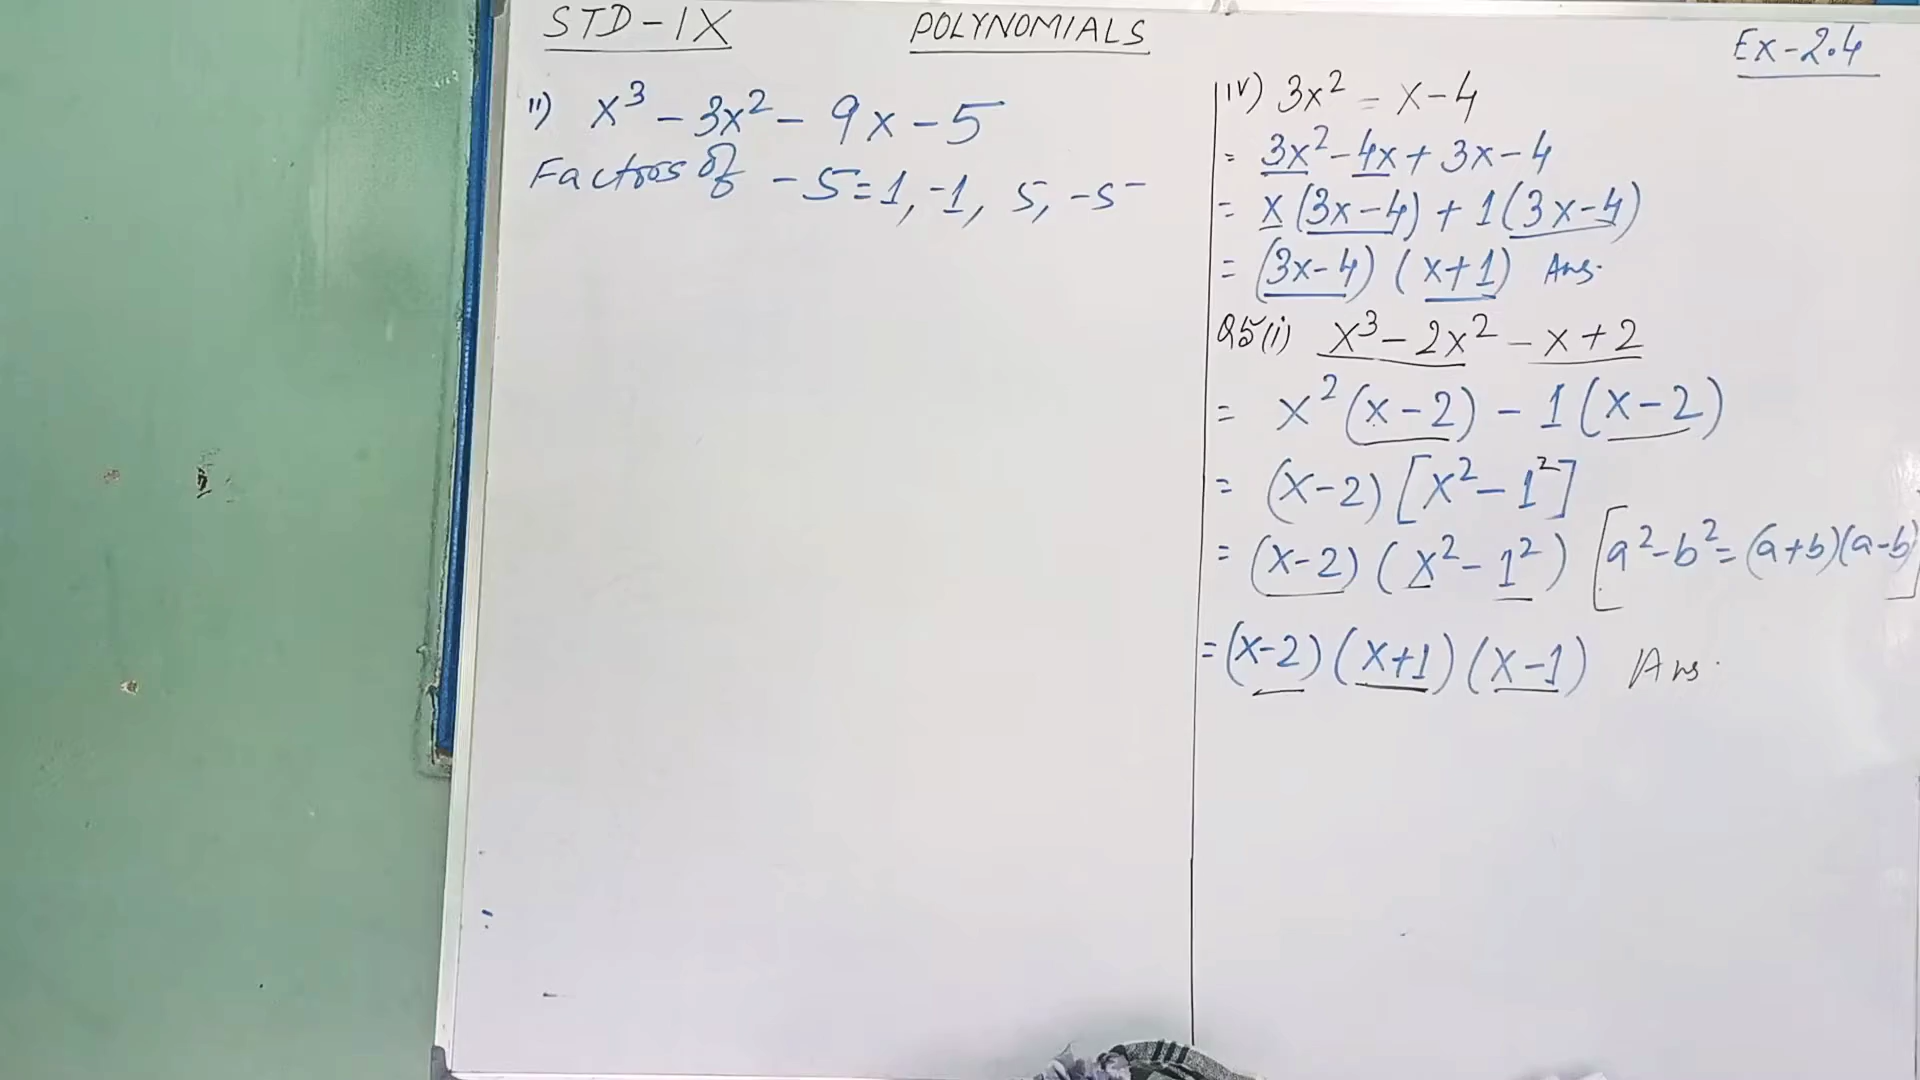 STD-IX
POLYNOMIALS
Ex-2.4
ii) x³ - 3x² - 9x - 5
Factors of -5 = 1, -1, 5, -5
iv) 3x² - x - 4
= 3x² - 4x + 3x - 4
= x (3x - 4) + 1 (3x - 4)
= (3x - 4) (x + 1) Ans.
Q5 (i) x³ - 2x² - x + 2
= x² (x - 2) - 1 (x - 2)
= (x - 2) [x² - 1²]
= (x - 2) (x² - 1²) [a² - b² = (a + b)(a - b)]
= (x - 2) (x + 1) (x - 1) Ans.